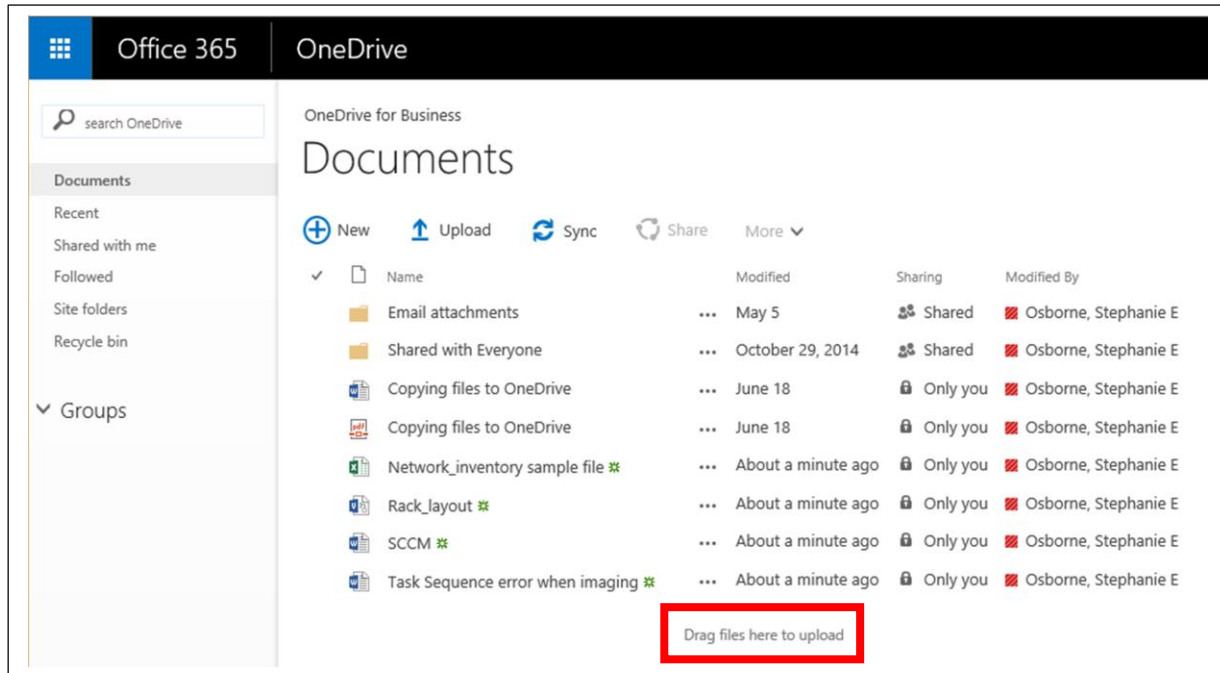 Office 365 OneDrive
search OneDrive
Documents
Recent
Shared with me
Followed
Site folders
Recycle bin
Groups
OneDrive for Business
Documents
New Upload Sync Share More
Name Modified Sharing Modified By
Email attachments ... May 5 Shared Osborne, Stephanie E
Shared with Everyone ... October 29, 2014 Shared Osborne, Stephanie E
Copying files to OneDrive ... June 18 Only you Osborne, Stephanie E
Copying files to OneDrive ... June 18 Only you Osborne, Stephanie E
Network_inventory sample file ... About a minute ago Only you Osborne, Stephanie E
Rack_layout ... About a minute ago Only you Osborne, Stephanie E
SCCM ... About a minute ago Only you Osborne, Stephanie E
Task Sequence error when imaging ... About a minute ago Only you Osborne, Stephanie E
Drag files here to upload